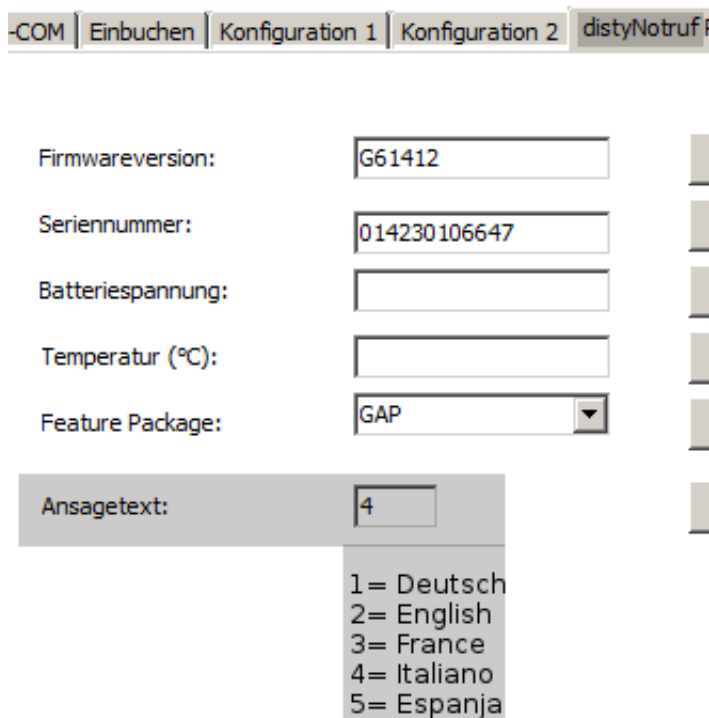 -COM Einbuchen Konfiguration 1 Konfiguration 2 distyNotruf
Firmwareversion: G61412
Seriennummer: 014230106647
Batteriespannung:
Temperatur (°C):
Feature Package: GAP
Ansagetext: 4
1= Deutsch
2= English
3= France
4= Italiano
5= Espanja